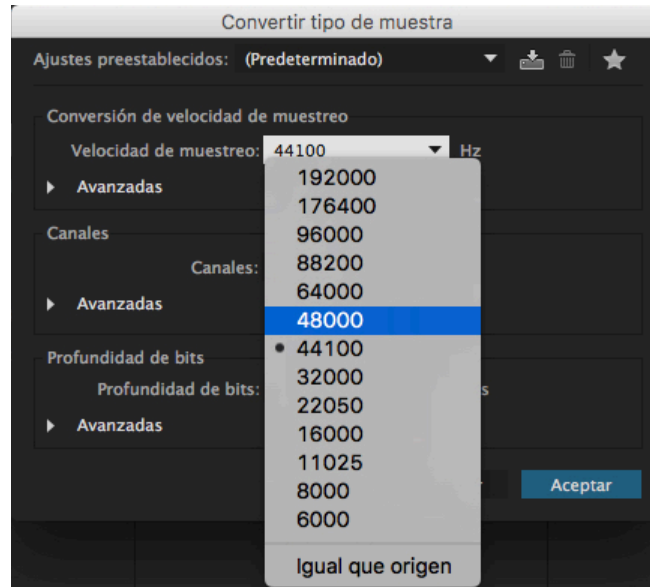 Convertir tipo de muestra
Ajustes preestablecidos: (Predeterminado)
Conversión de velocidad de muestreo
Velocidad de muestreo: 44100 Hz
Avanzadas
192000
176400
96000
88200
64000
48000
44100
32000
22050
16000
11025
8000
6000
Igual que origen
Canales
Canales:
Avanzadas
Profundidad de bits
Profundidad de bits:
Avanzadas
Aceptar